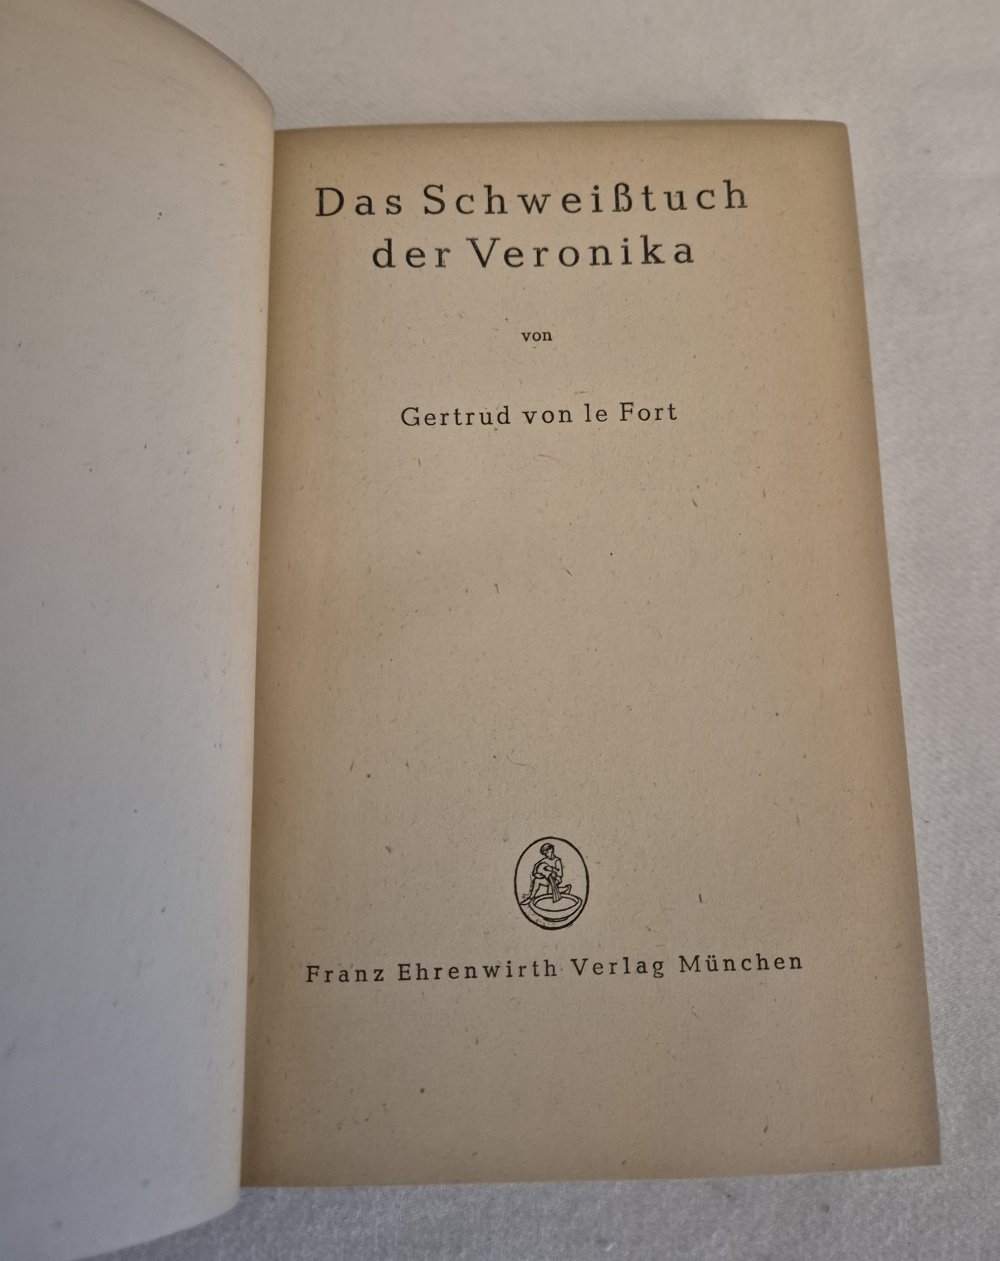 Das Schweißtuch
der Veronika
von
Gertrud von le Fort
Franz Ehrenwirth Verlag München